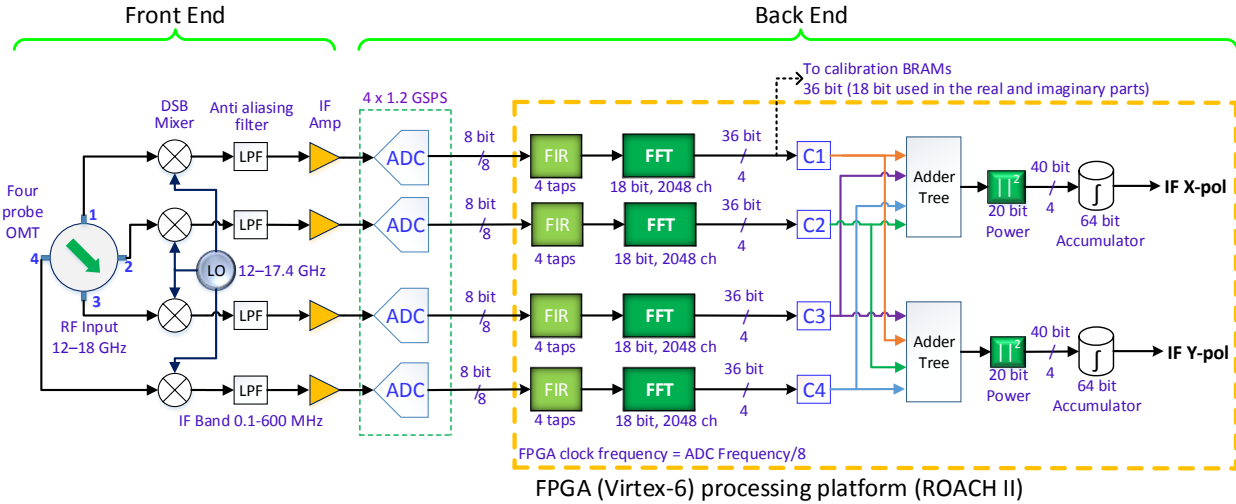 Front End
Back End
DSB
Mixer
Anti aliasing
filter
IF
Amp
4 x 1.2 GSPS
To calibration BRAMs
36 bit (18 bit used in the real and imaginary parts)
Four
probe
OMT
1
2
3
4
RF Input
12–18 GHz
LO
12–17.4 GHz
LPF
ADC
8 bit
8
FIR
4 taps
FFT
18 bit, 2048 ch
36 bit
4
C1
LPF
ADC
8 bit
8
FIR
4 taps
FFT
18 bit, 2048 ch
36 bit
4
C2
Adder
Tree
∏²
20 bit
Power
40 bit
4
∫
64 bit
Accumulator
IF X-pol
LPF
ADC
8 bit
8
FIR
4 taps
FFT
18 bit, 2048 ch
36 bit
4
C3
LPF
ADC
8 bit
8
FIR
4 taps
FFT
18 bit, 2048 ch
36 bit
4
C4
Adder
Tree
∏²
20 bit
Power
40 bit
4
∫
64 bit
Accumulator
IF Y-pol
IF Band 0.1-600 MHz
FPGA clock frequency = ADC Frequency/8
FPGA (Virtex-6) processing platform (ROACH II)